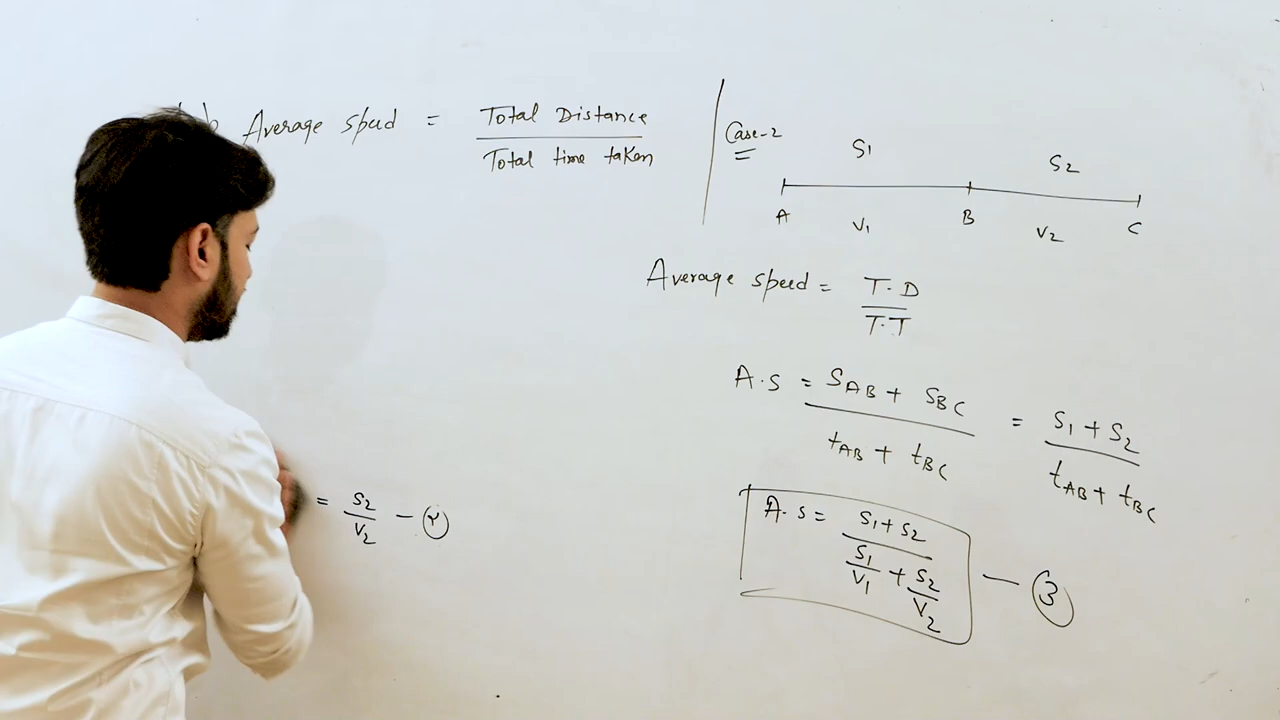 Average speed = Total Distance / Total time taken
= S2 / V2 -
Case-2
S1 S2
A V1 B V2 C
Average speed = T.D / T.T
A.S = SAB + SBC / tAB + tBC = S1 + S2 / tAB + tBC
A.S = S1+S2 / S1/V1 + S2/V2 — 3